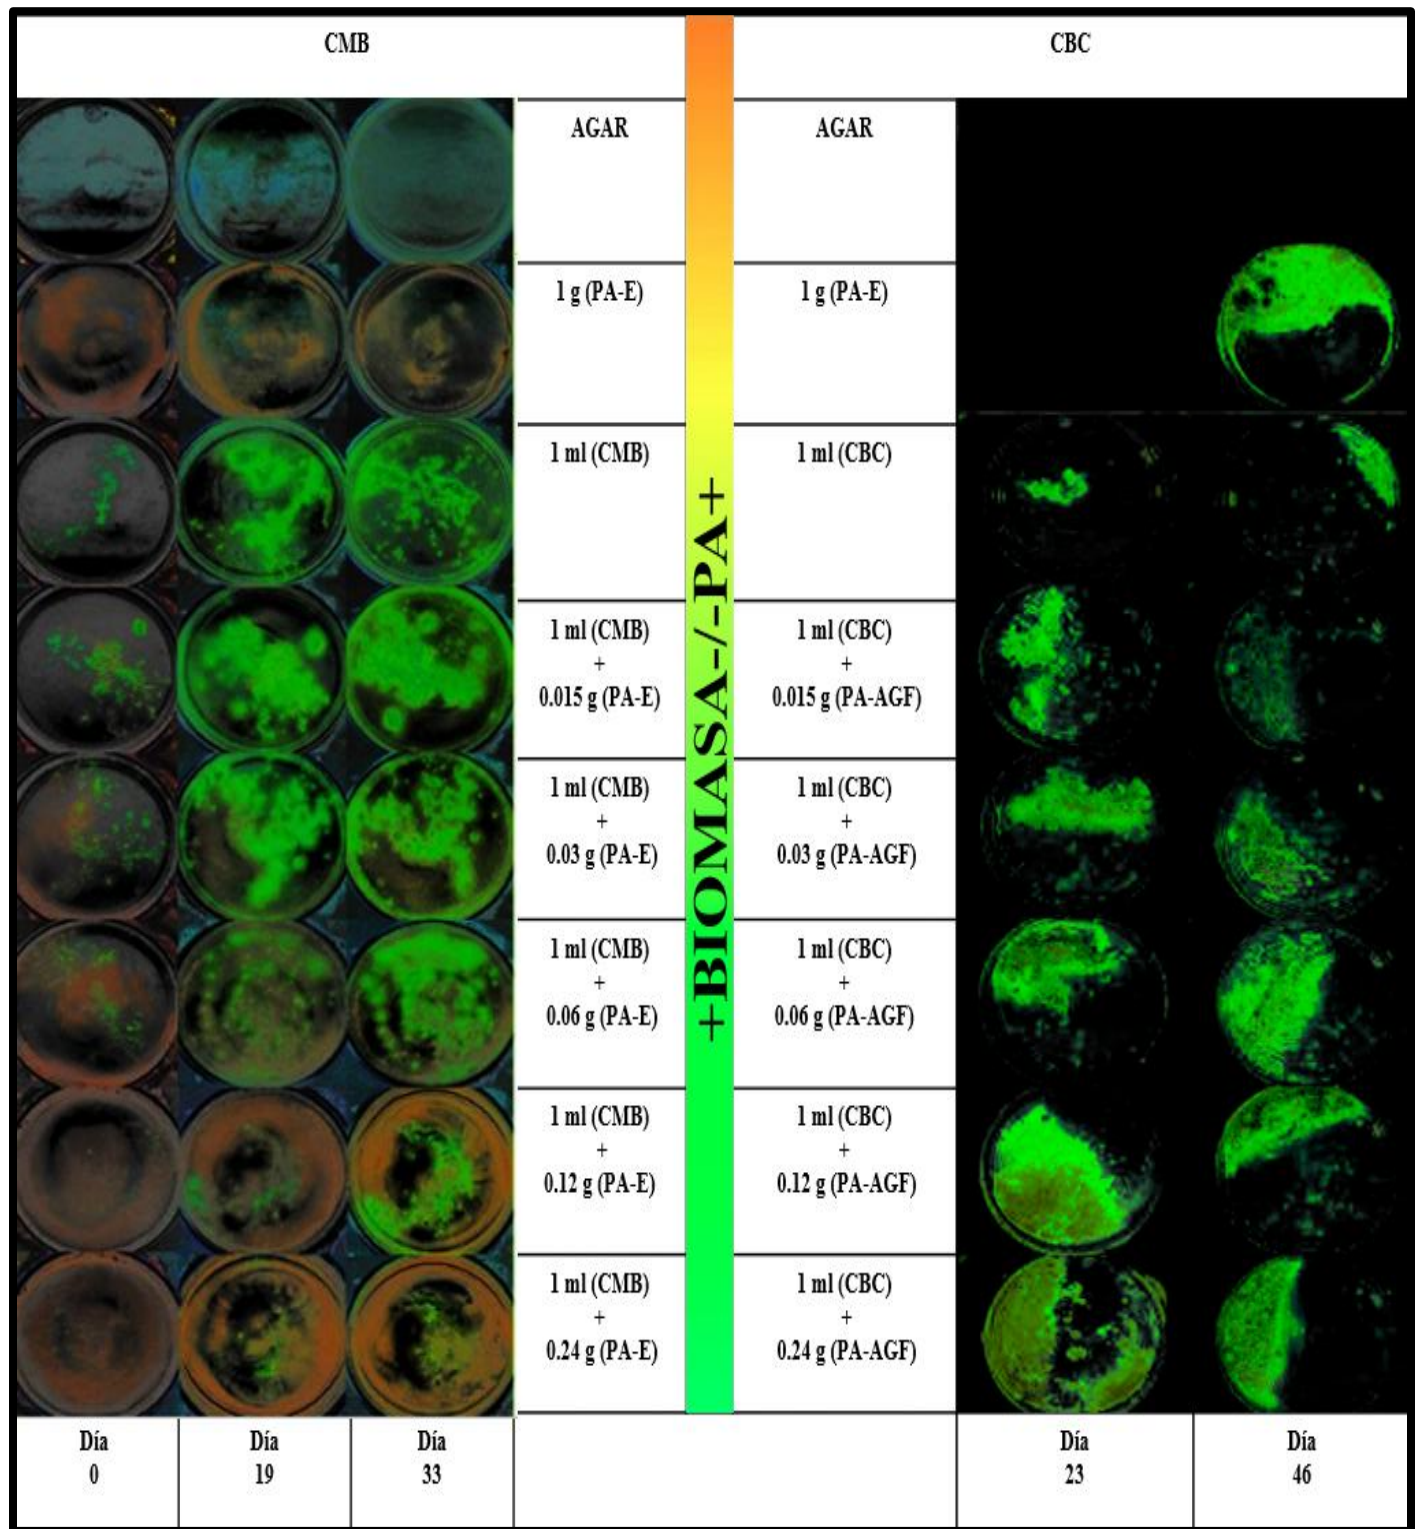 CMB
CBC
AGAR
AGAR
1 g (PA-E)
1 g (PA-E)
1 ml (CMB)
1 ml (CBC)
1 ml (CMB)
+
0.015 g (PA-E)
1 ml (CBC)
+
0.015 g (PA-AGF)
1 ml (CMB)
+
0.03 g (PA-E)
1 ml (CBC)
+
0.03 g (PA-AGF)
1 ml (CMB)
+
0.06 g (PA-E)
1 ml (CBC)
+
0.06 g (PA-AGF)
1 ml (CMB)
+
0.12 g (PA-E)
1 ml (CBC)
+
0.12 g (PA-AGF)
1 ml (CMB)
+
0.24 g (PA-E)
1 ml (CBC)
+
0.24 g (PA-AGF)
+BIOMASA-/-PA+
Día
0
Día
19
Día
33
Día
23
Día
46